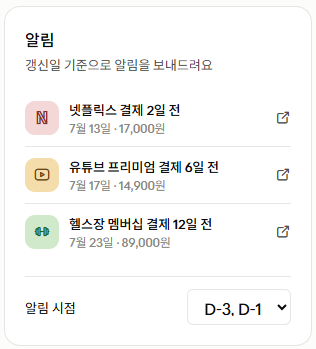 알림
갱신일 기준으로 알림을 보내드려요
N
넷플릭스 결제 2일 전
7월 13일 · 17,000원
유튜브 프리미엄 결제 6일 전
7월 17일 · 14,900원
헬스장 멤버십 결제 12일 전
7월 23일 · 89,000원
알림 시점
D-3, D-1